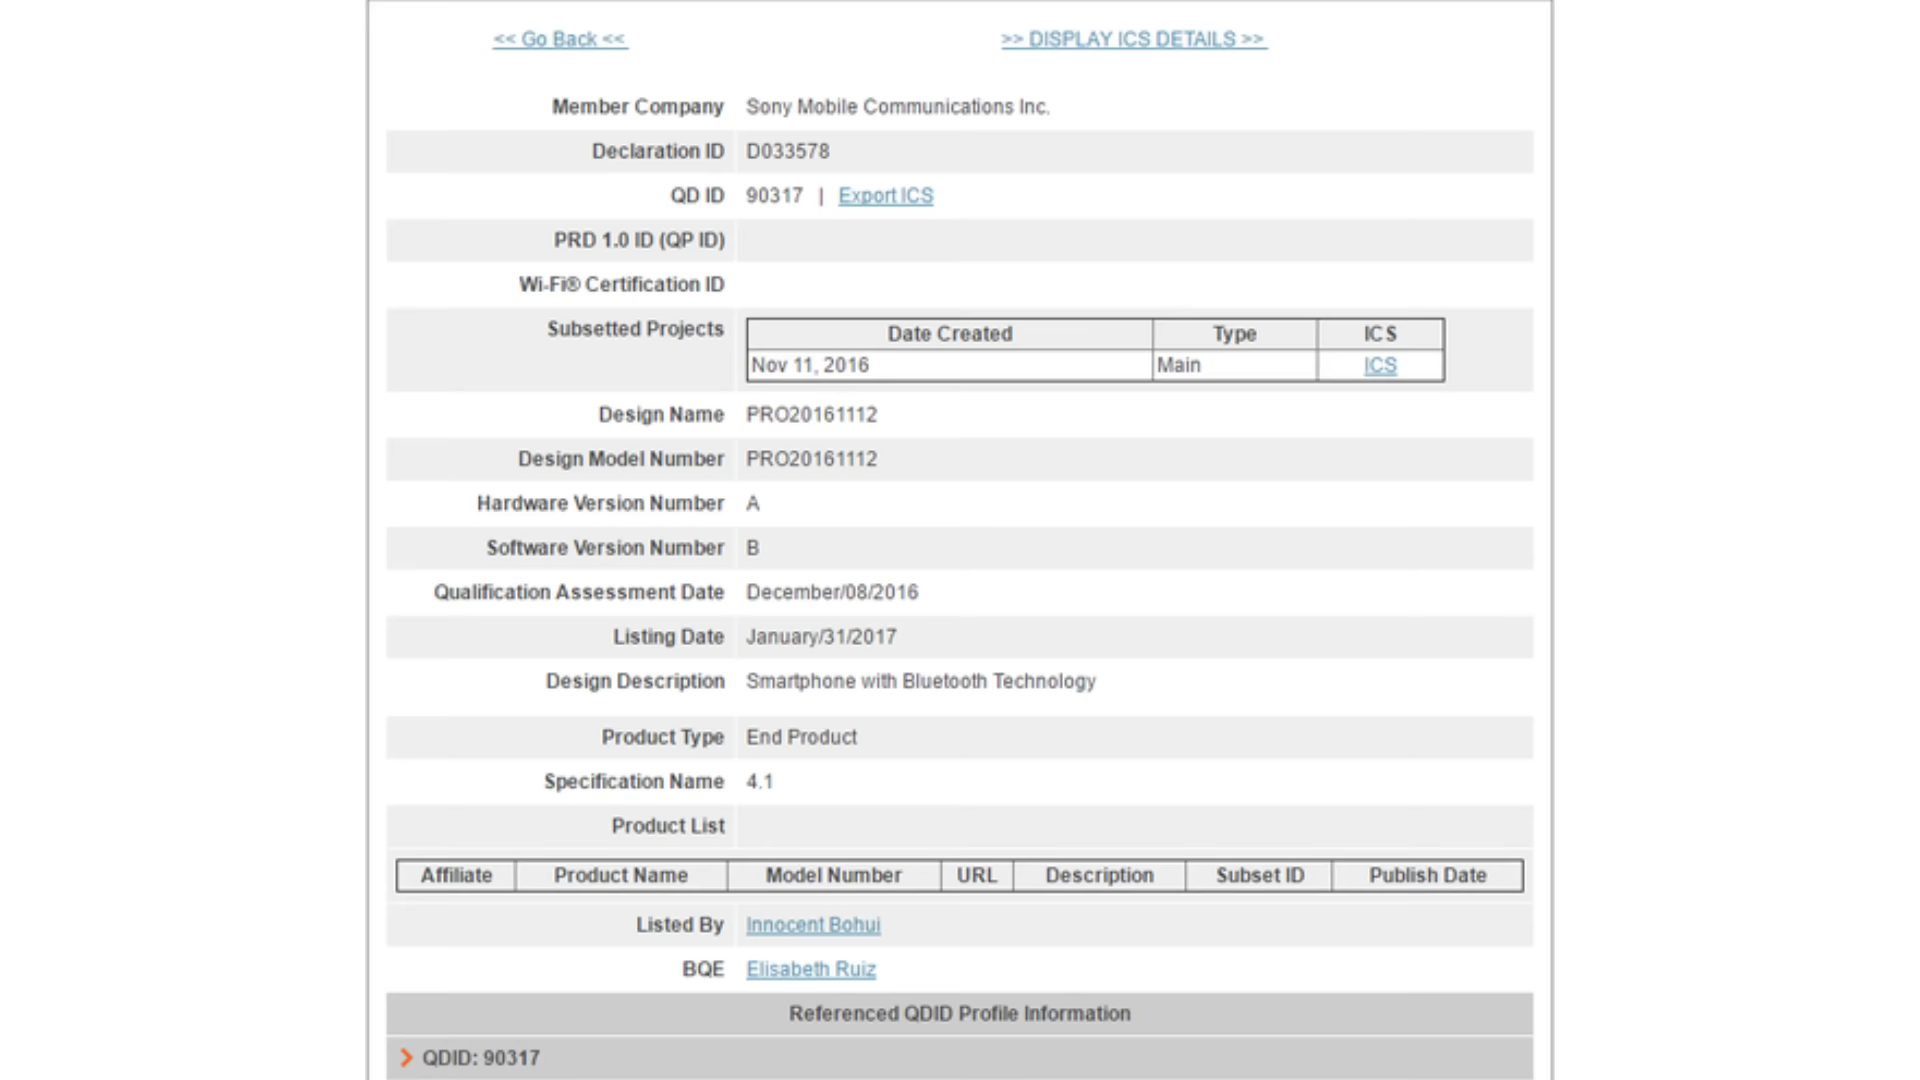 << Go Back << >> DISPLAY ICS DETAILS >>
Member Company Sony Mobile Communications Inc.
Declaration ID D033578
QD ID 90317 | Export ICS
PRD 1.0 ID (QP ID)
Wi-Fi® Certification ID
Subsetted Projects Date Created Type ICS
Nov 11, 2016 Main ICS
Design Name PRO20161112
Design Model Number PRO20161112
Hardware Version Number A
Software Version Number B
Qualification Assessment Date December/08/2016
Listing Date January/31/2017
Design Description Smartphone with Bluetooth Technology
Product Type End Product
Specification Name 4.1
Product List
Affiliate Product Name Model Number URL Description Subset ID Publish Date
Listed By Innocent Bohui
BQE Elisabeth Ruiz
Referenced QDID Profile Information
QDID: 90317